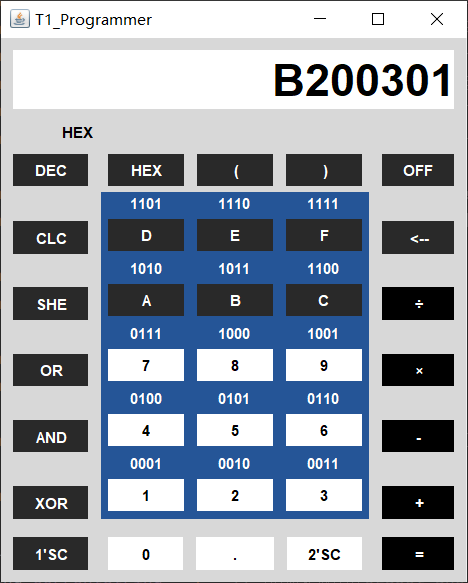 T1_Programmer
B200301
HEX
DEC HEX ( ) OFF
1101 1110 1111
CLC D E F <--
1010 1011 1100
SHE A B C ÷
0111 1000 1001
OR 7 8 9 ×
0100 0101 0110
AND 4 5 6 -
0001 0010 0011
XOR 1 2 3 +
1'SC 0 . 2'SC =